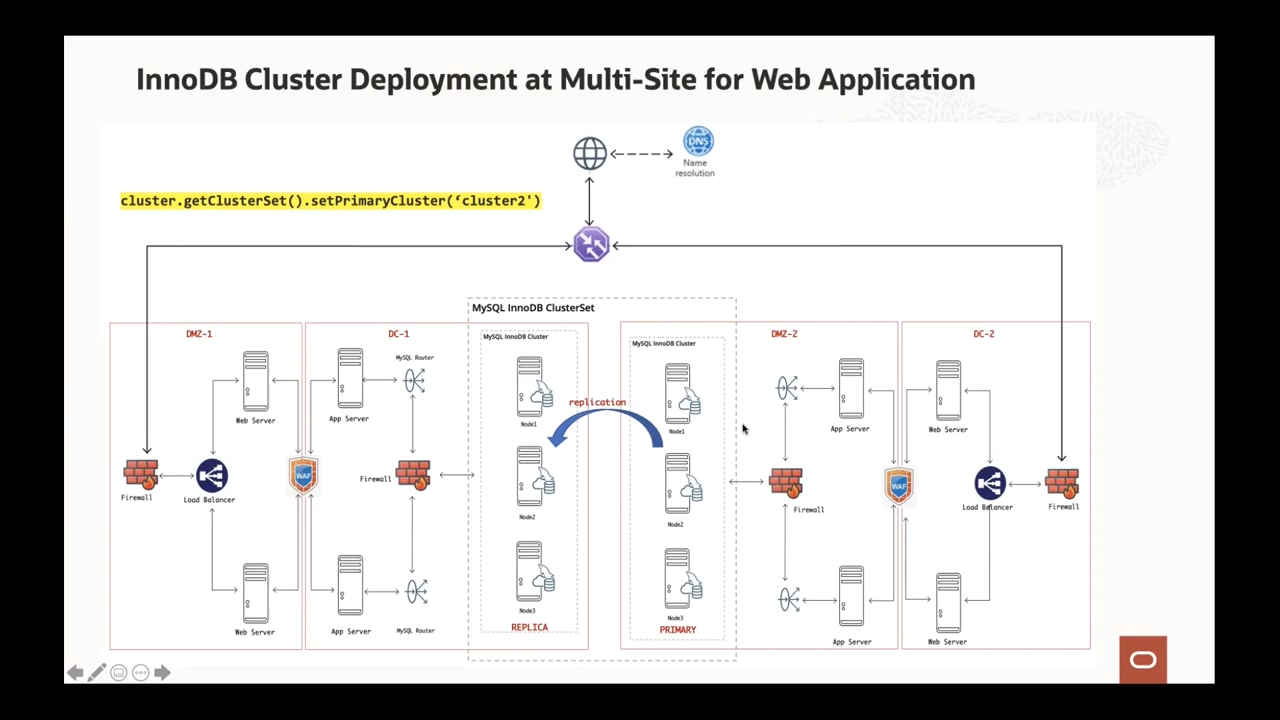 InnoDB Cluster Deployment at Multi-Site for Web Application
DNS
Name
resolution
cluster.getClusterSet().setPrimaryCluster(‘cluster2')
MySQL InnoDB ClusterSet
DMZ-1
DC-1
MySQL InnoDB Cluster
MySQL InnoDB Cluster
DMZ-2
DC-2
MySQL Router
replication
Web Server
App Server
Node1
Node1
App Server
Web Server
WAF
WAF
Firewall
Load Balancer
Firewall
Node2
Node2
Firewall
Load Balancer
Firewall
Node3
Node3
Web Server
App Server
MySQL Router
REPLICA
PRIMARY
App Server
Web Server